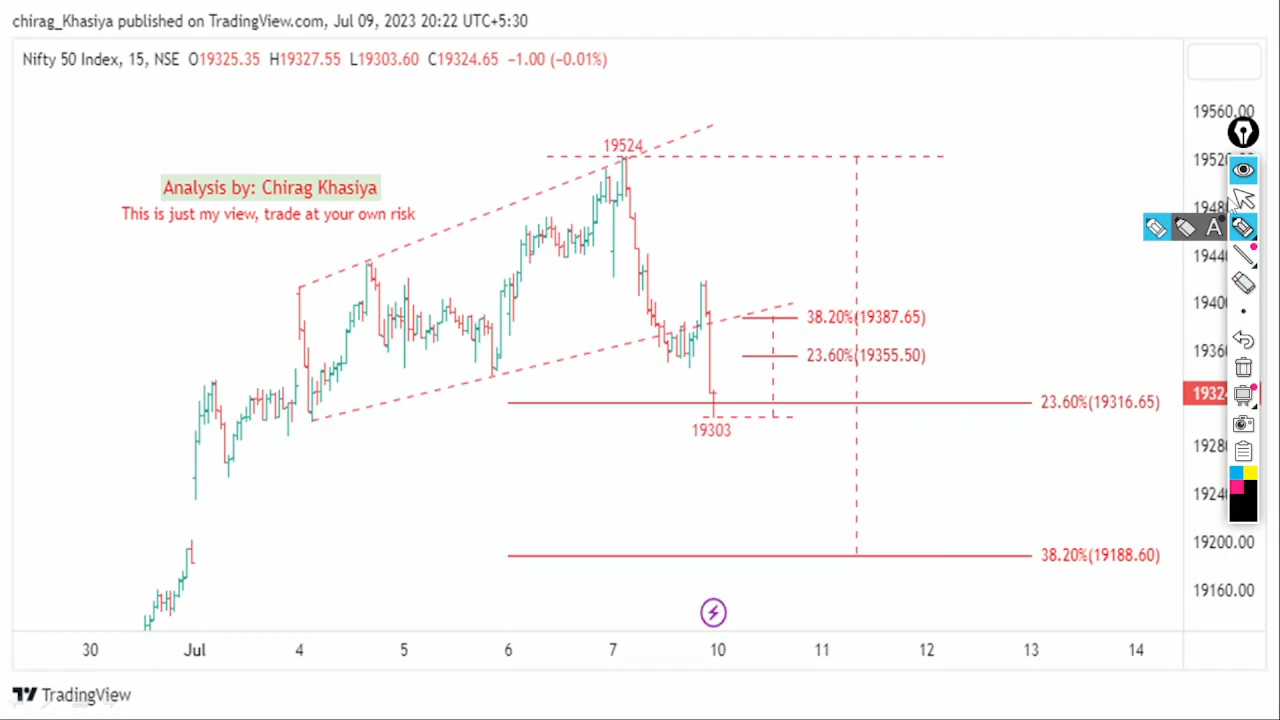 chirag_Khasiya published on TradingView.com, Jul 09, 2023 20:22 UTC+5:30
Nifty 50 Index, 15, NSE O19325.35 H19327.55 L19303.60 C19324.65 −1.00 (−0.01%)
19560.00
19524
Analysis by: Chirag Khasiya
This is just my view, trade at your own risk
A
38.20%(19387.65)
23.60%(19355.50)
23.60%(19316.65)
19303
19200.00
38.20%(19188.60)
19160.00
30 Jul 4 5 6 7 10 11 12 13 14
TradingView